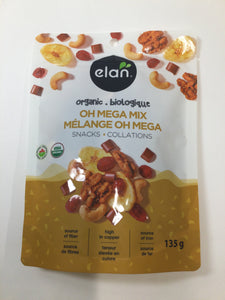 elan
organic • biologique
OH MEGA MIX
MÉLANGE OH MEGA
SNACKS • COLLATIONS
source of fiber
source de fibres
high in copper
teneur élevée en cuivre
source of iron
source de fer
135 g